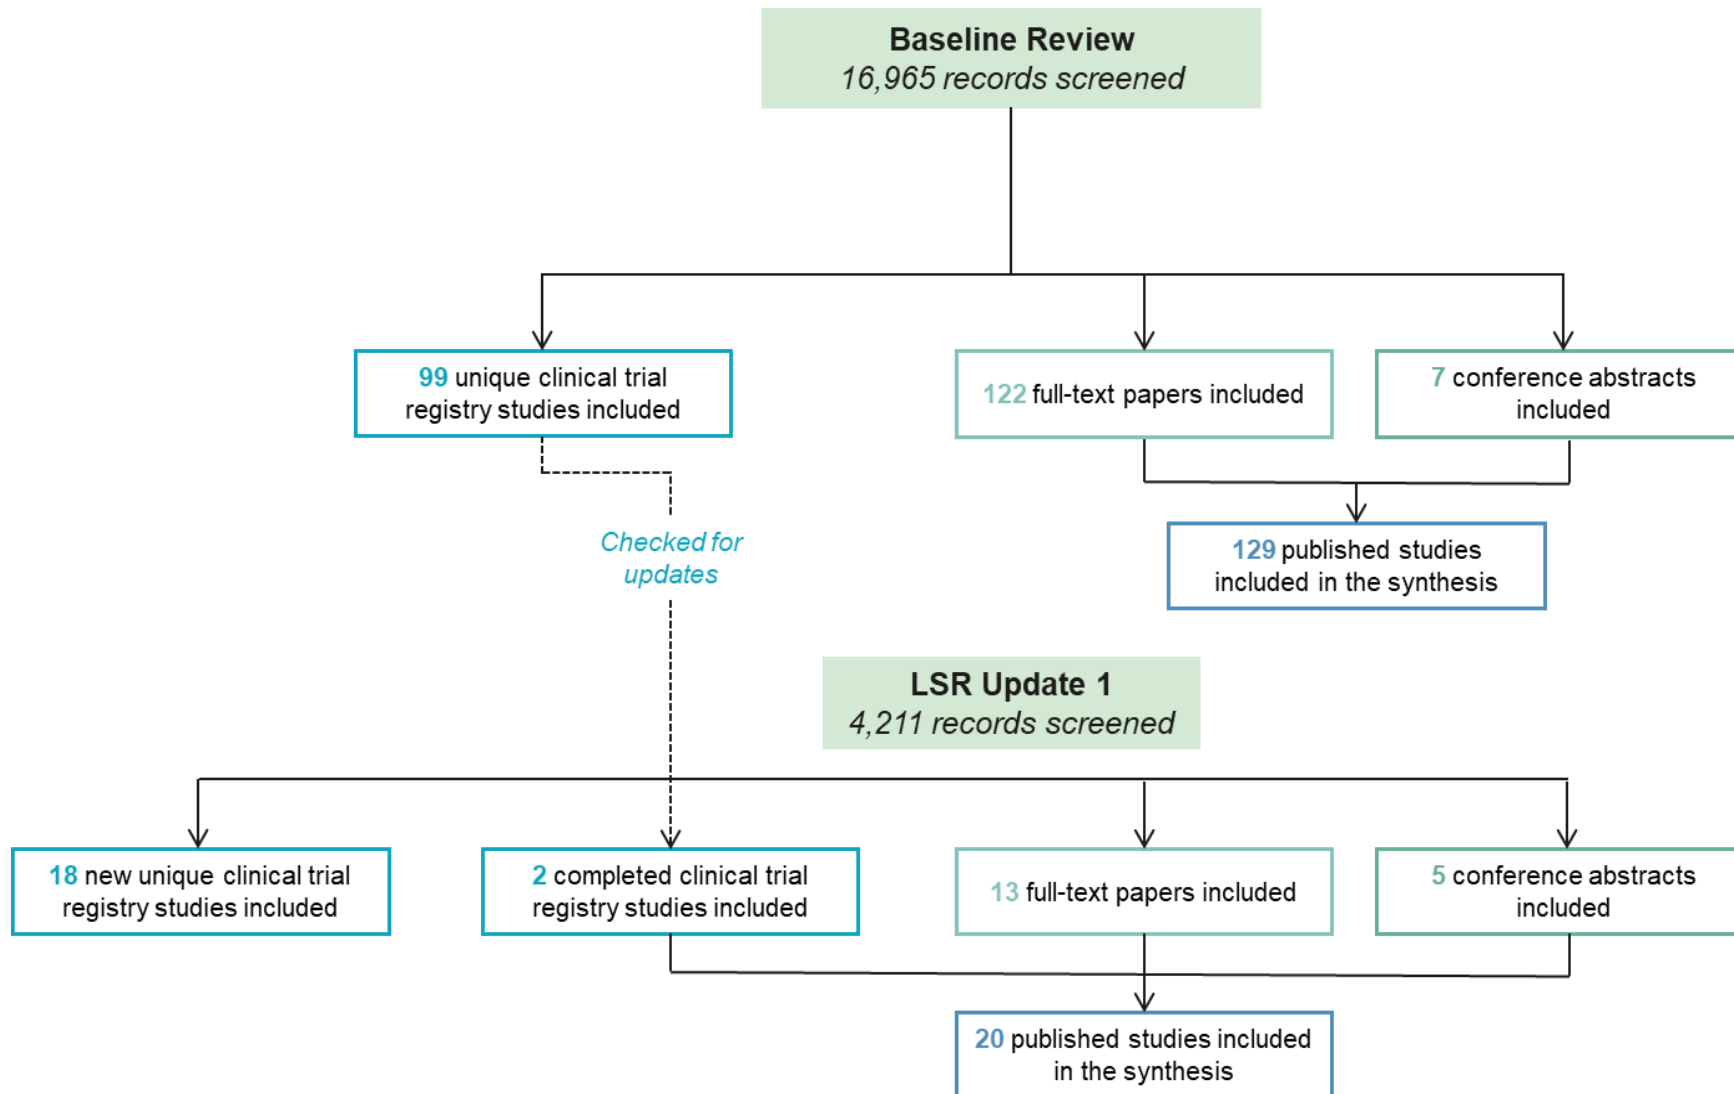 Baseline Review
16,965 records screened
99 unique clinical trial
registry studies included
122 full-text papers included
7 conference abstracts
included
Checked for
updates
129 published studies
included in the synthesis
LSR Update 1
4,211 records screened
18 new unique clinical trial
registry studies included
2 completed clinical trial
registry studies included
13 full-text papers included
5 conference abstracts
included
20 published studies included
in the synthesis